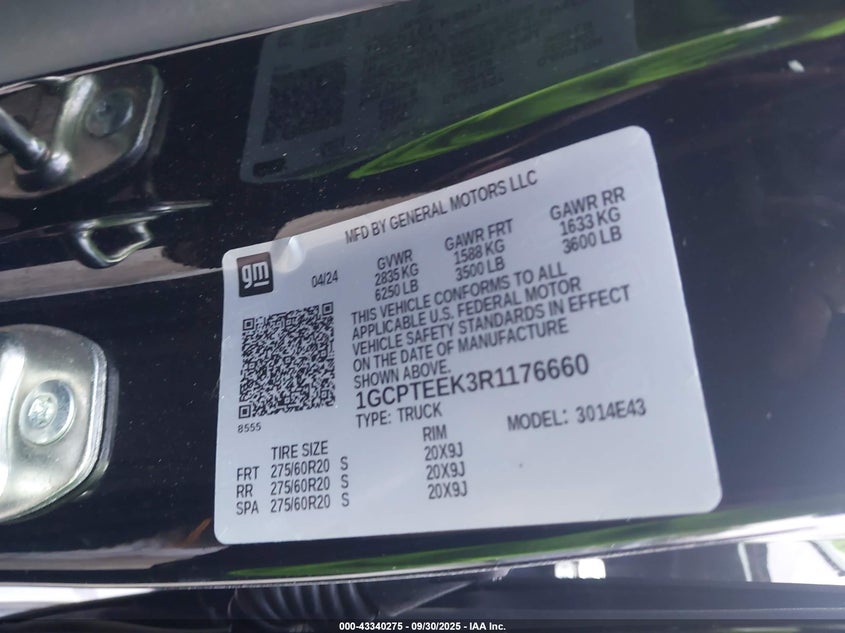 MFD BY GENERAL MOTORS LLC
gm
04/24
GVWR
2835 KG
6250 LB
GAWR FRT
1588 KG
3500 LB
GAWR RR
1633 KG
3600 LB
THIS VEHICLE CONFORMS TO ALL
APPLICABLE U.S. FEDERAL MOTOR
VEHICLE SAFETY STANDARDS IN EFFECT
ON THE DATE OF MANUFACTURE
SHOWN ABOVE.
1GCPTEEK3R1176660
TYPE: TRUCK
MODEL: 3014E43
8555
TIRE SIZE RIM
FRT 275/60R20 S 20X9J
RR 275/60R20 S 20X9J
SPA 275/60R20 S 20X9J
000-43340275 - 09/30/2025 - IAA Inc.